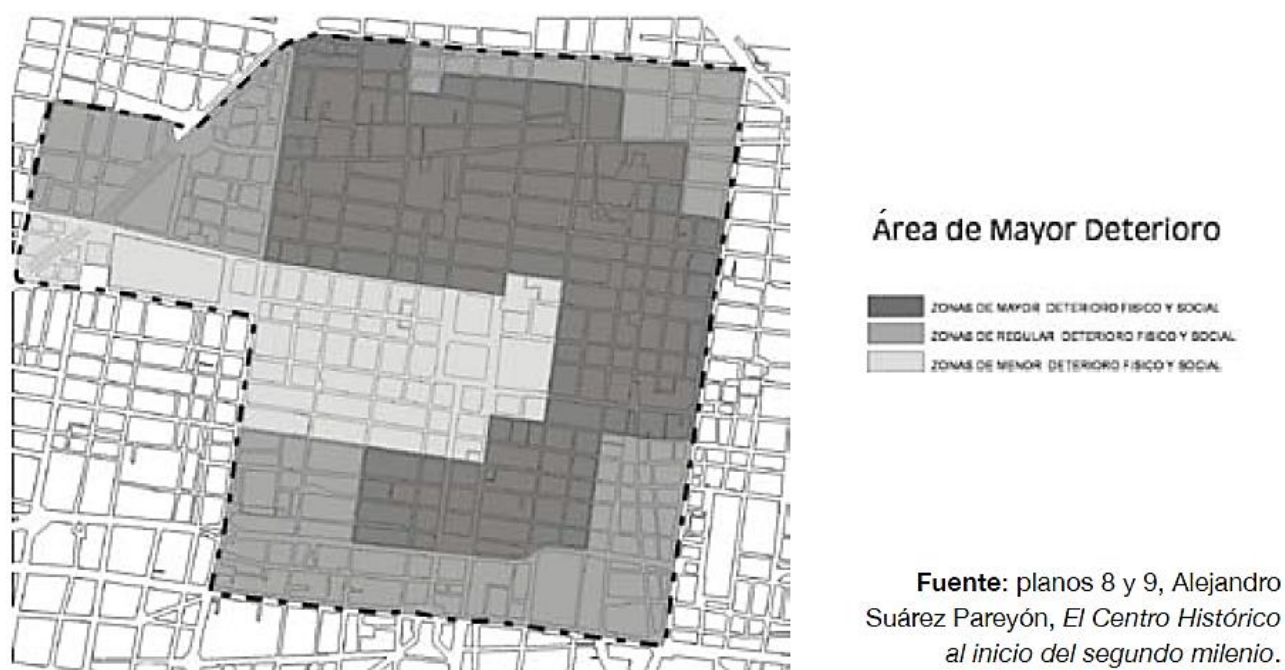 Área de Mayor Deterioro
ZONAS DE MAYOR DETERIORO FISICO Y SOCIAL
ZONAS DE REGULAR DETERIORO FISICO Y SOCIAL
ZONAS DE MENOR DETERIORO FISICO Y SOCIAL
Fuente: planos 8 y 9, Alejandro
Suárez Pareyón, El Centro Histórico
al inicio del segundo milenio.